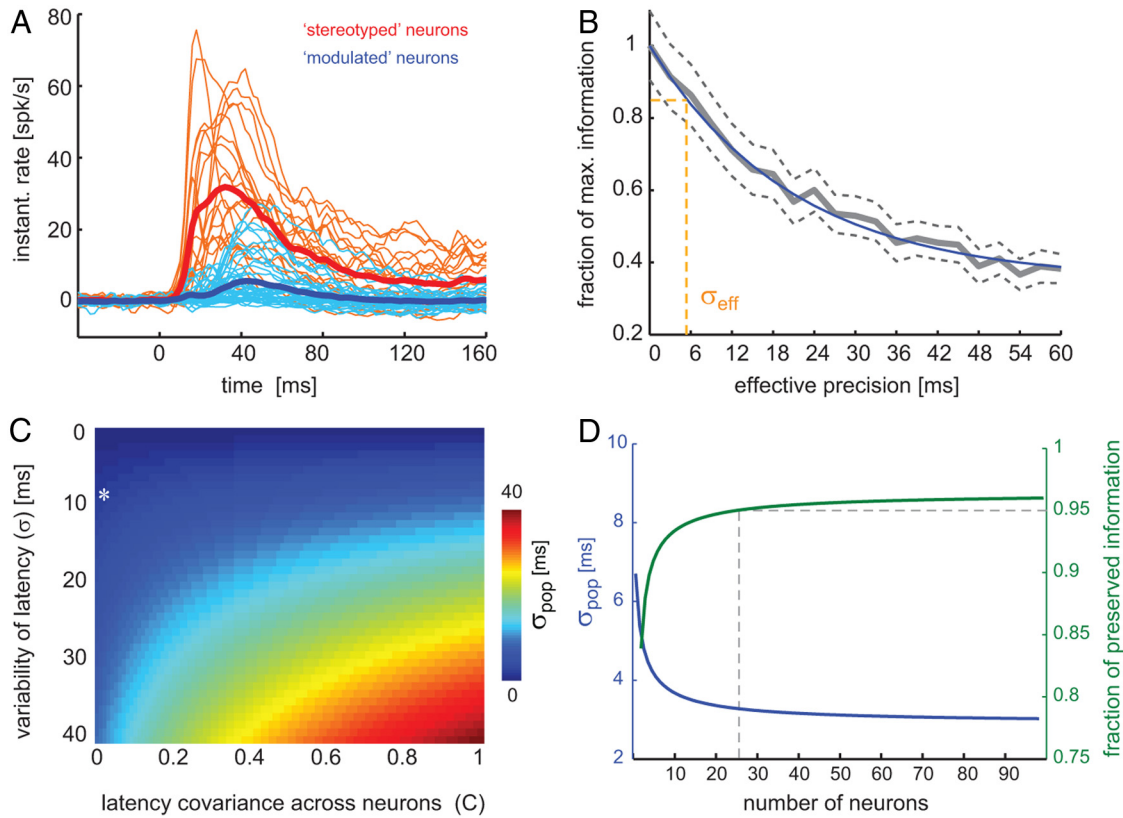 A
80
60
40
20
0
instant. rate [spk/s]
'stereotyped' neurons
'modulated' neurons
0 40 80 120 160
time [ms]
B
1
0.8
0.6
0.4
0.2
fraction of max. information
σeff
0 6 12 18 24 30 36 42 48 54 60
effective precision [ms]
C
0
10
20
30
40
variability of latency (σ) [ms]
*
0 0.2 0.4 0.6 0.8 1
latency covariance across neurons (C)
40
0
σpop [ms]
D
10
8
6
4
2
σpop [ms]
1
0.95
0.9
0.85
0.8
0.75
fraction of preserved information
10 20 30 40 50 60 70 80 90
number of neurons